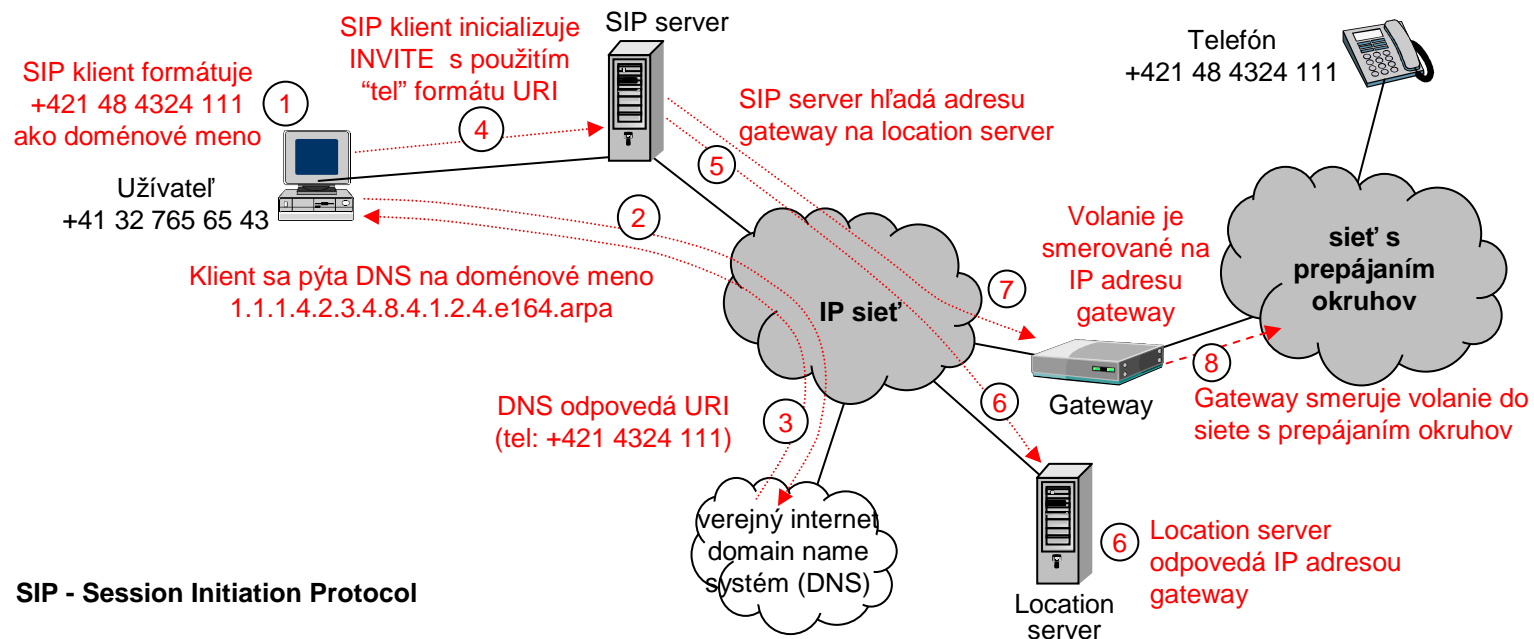 SIP klient formátuje
+421 48 4324 111
ako doménové meno
1
SIP klient inicializuje
INVITE s použitím
“tel” formátu URI
4
SIP server
Telefón
+421 48 4324 111
SIP server hľadá adresu
gateway na location server
5
Užívateľ
+41 32 765 65 43
2
Klient sa pýta DNS na doménové meno
1.1.1.4.2.3.4.8.4.1.2.4.e164.arpa
IP sieť
7
Volanie je
smerované na
IP adresu
gateway
sieť s
prepájaním
okruhov
8
Gateway
Gateway smeruje volanie do
siete s prepájaním okruhov
DNS odpovedá URI
(tel: +421 4324 111)
3
6
verejný internet
domain name
systém (DNS)
6
Location server
odpovedá IP adresou
gateway
Location
server
SIP - Session Initiation Protocol